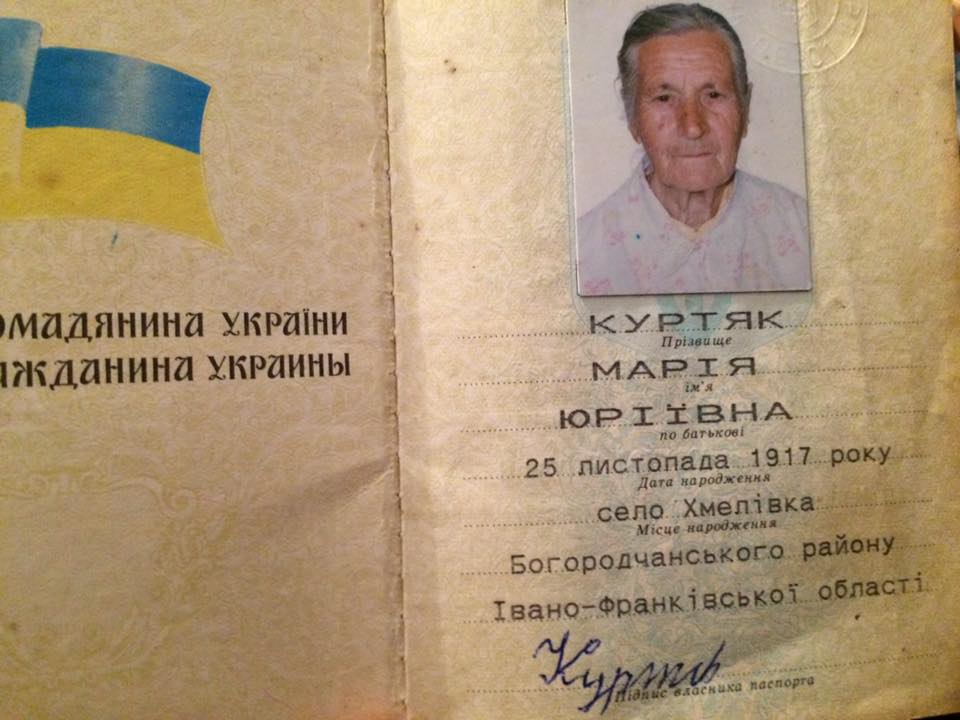 ОМАДЯНИНА УКРАЇНИ
АЖДАНИНА УКРАИНЫ
КУРТЯК
Прізвище
МАРІЯ
ім'я
ЮРІЇВНА
по батькові
25 листопада 1917 року
Дата народження
село Хмелівка
Місце народження
Богородчанського району
Івано-Франківської області
Підпис власника паспорта